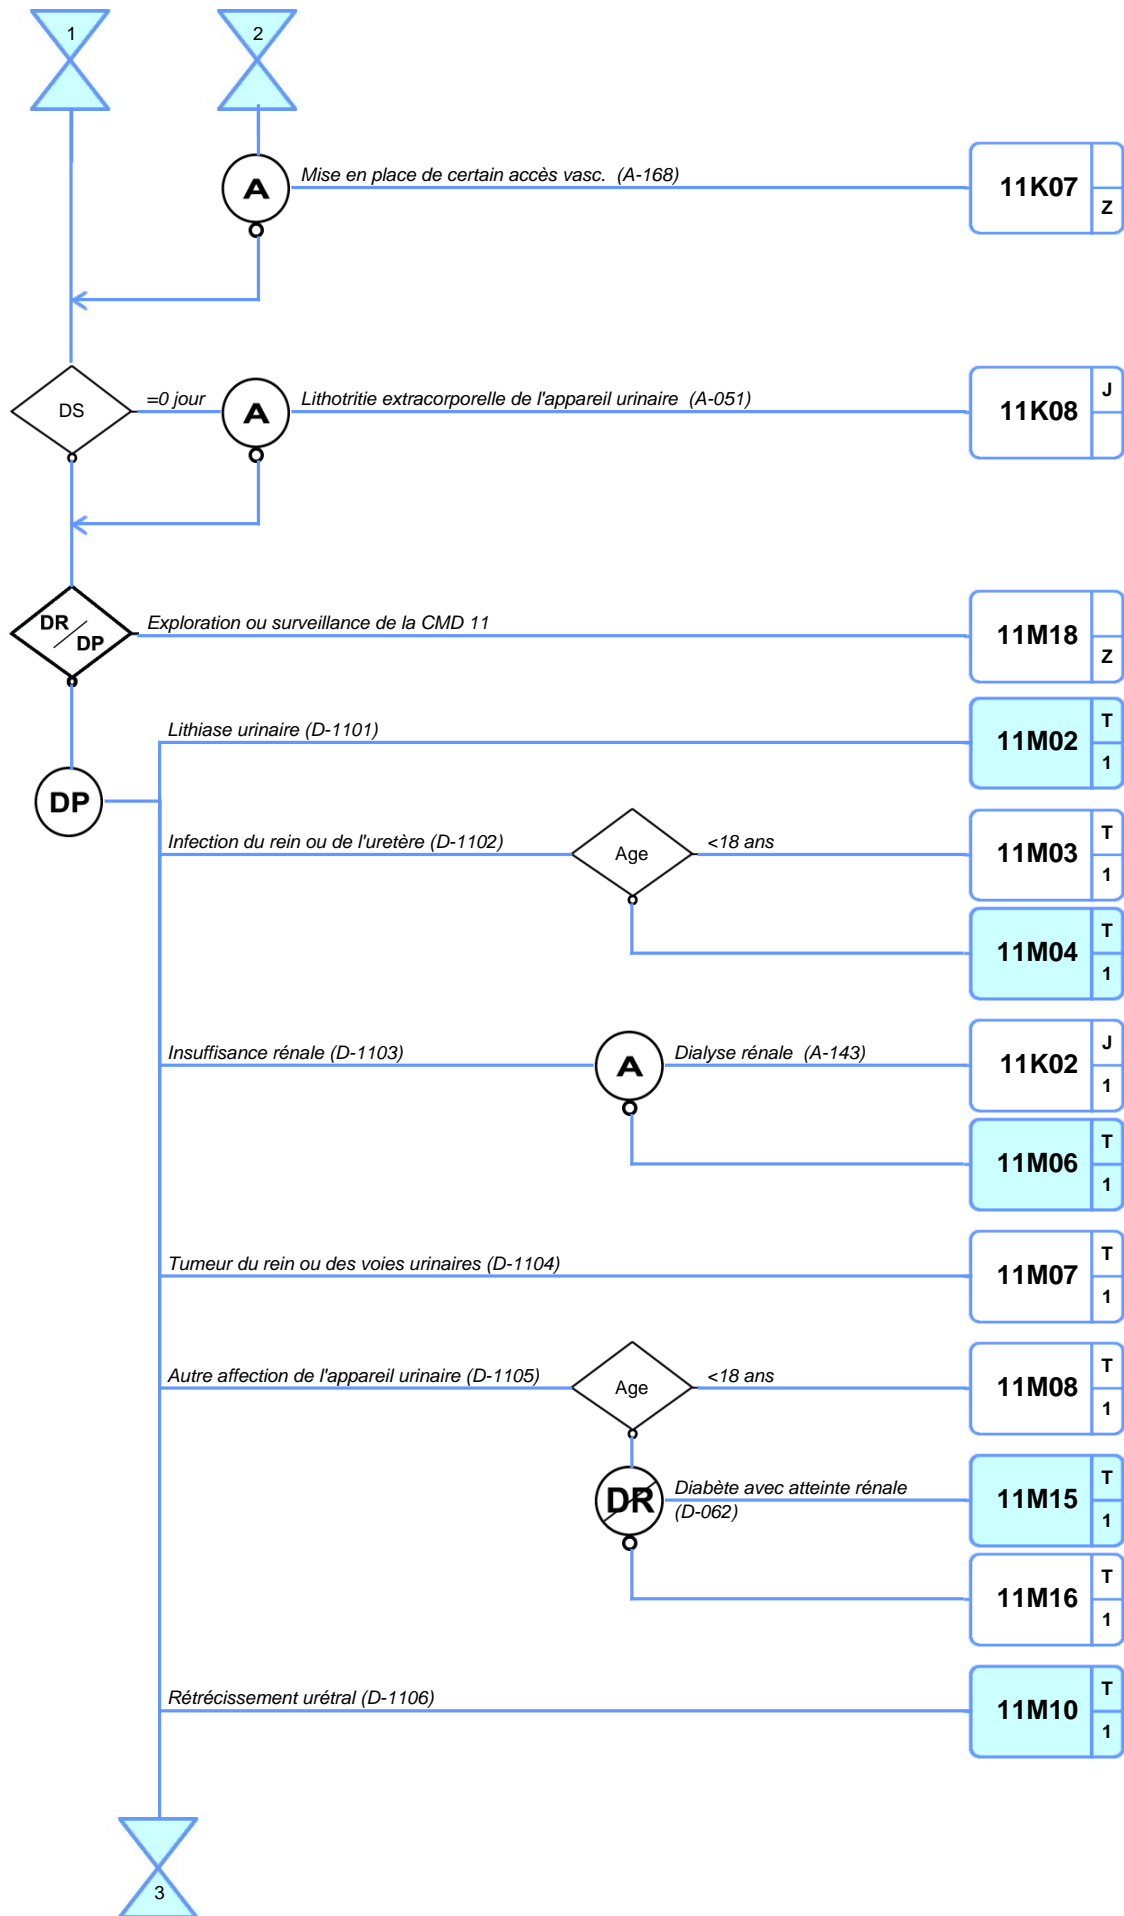 1
2
A
Mise en place de certain accès vasc. (A-168)
11K07
Z
DS
=0 jour
A
Lithotritie extracorporelle de l'appareil urinaire (A-051)
11K08
J
DR
DP
Exploration ou surveillance de la CMD 11
11M18
Z
Lithiase urinaire (D-1101)
11M02
T
1
DP
Infection du rein ou de l'uretère (D-1102)
Age
<18 ans
11M03
T
1
11M04
T
1
Insuffisance rénale (D-1103)
A
Dialyse rénale (A-143)
11K02
J
1
11M06
T
1
Tumeur du rein ou des voies urinaires (D-1104)
11M07
T
1
Autre affection de l'appareil urinaire (D-1105)
Age
<18 ans
11M08
T
1
DR
Diabète avec atteinte rénale
(D-062)
11M15
T
1
11M16
T
1
Rétrécissement urétral (D-1106)
11M10
T
1
3